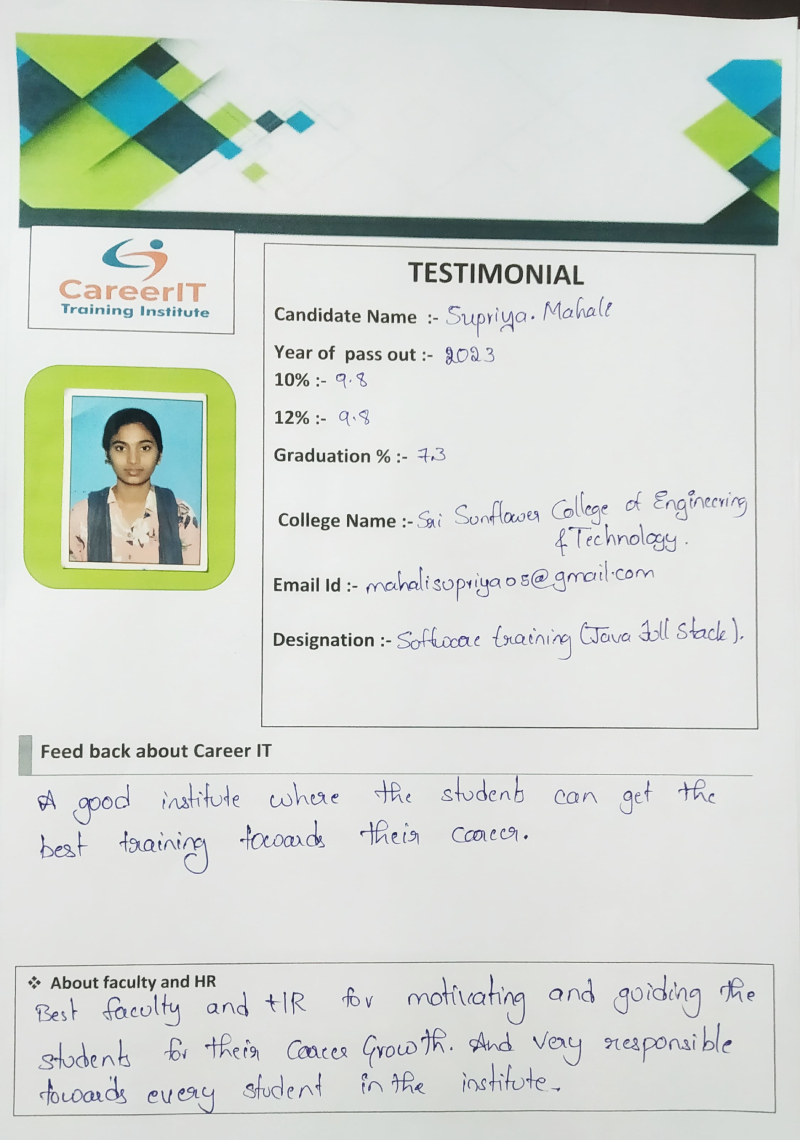 CareerIT
Training Institute
TESTIMONIAL
Candidate Name :- Supriya. Mahali
Year of pass out :- 2023
10% :- 9.8
12% :- 9.8
Graduation % :- 7.3
College Name :- Sai Sunflower College of Engineering
& Technology.
Email Id :- mahalisupriya08@gmail.com
Designation :- Software training (Java Full Stack).
Feed back about Career IT
A good institute where the students can get the
best training towards their career.
❖ About faculty and HR
Best faculty and HR for motivating and guiding the
students for their Career Growth. And very responsible
towards every student in the institute.